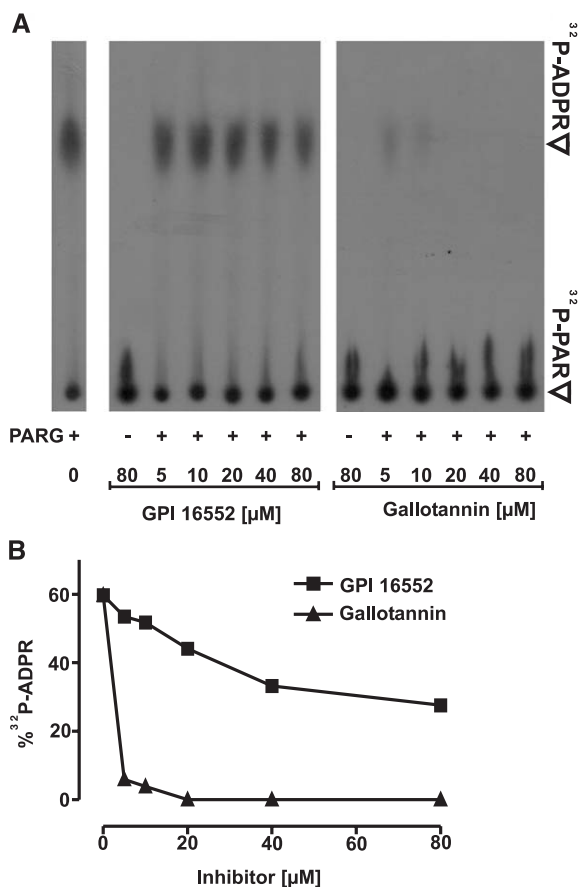 A
32P-ADPR
32P-PAR
PARG + - + + + + + - + + + + +
0 80 5 10 20 40 80 80 5 10 20 40 80
GPI 16552 [µM] Gallotannin [µM]
B
GPI 16552
Gallotannin
%32P-ADPR
60
40
20
0
0 20 40 60 80
Inhibitor [µM]